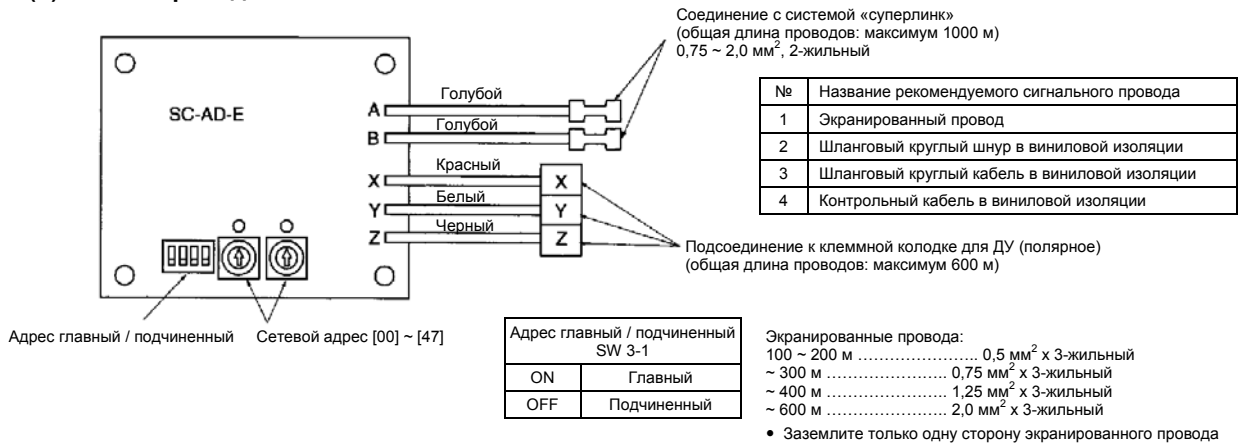 Соединение с системой «суперлинк»
(общая длина проводов: максимум 1000 м)
0,75 ~ 2,0 мм², 2-жильный
SC-AD-E
A
Голубой
B
Голубой
X
Красный
X
Y
Белый
Y
Z
Черный
Z
№ Название рекомендуемого сигнального провода
1 Экранированный провод
2 Шланговый круглый шнур в виниловой изоляции
3 Шланговый круглый кабель в виниловой изоляции
4 Контрольный кабель в виниловой изоляции
Подсоединение к клеммной колодке для ДУ (полярное)
(общая длина проводов: максимум 600 м)
Адрес главный / подчиненный
Сетевой адрес [00] ~ [47]
Адрес главный / подчиненный
SW 3-1
ON Главный
OFF Подчиненный
Экранированные провода:
100 ~ 200 м ………………….. 0,5 мм² x 3-жильный
~ 300 м …………………. 0,75 мм² x 3-жильный
~ 400 м …………………. 1,25 мм² x 3-жильный
~ 600 м …………………. 2,0 мм² x 3-жильный
• Заземлите только одну сторону экранированного провода